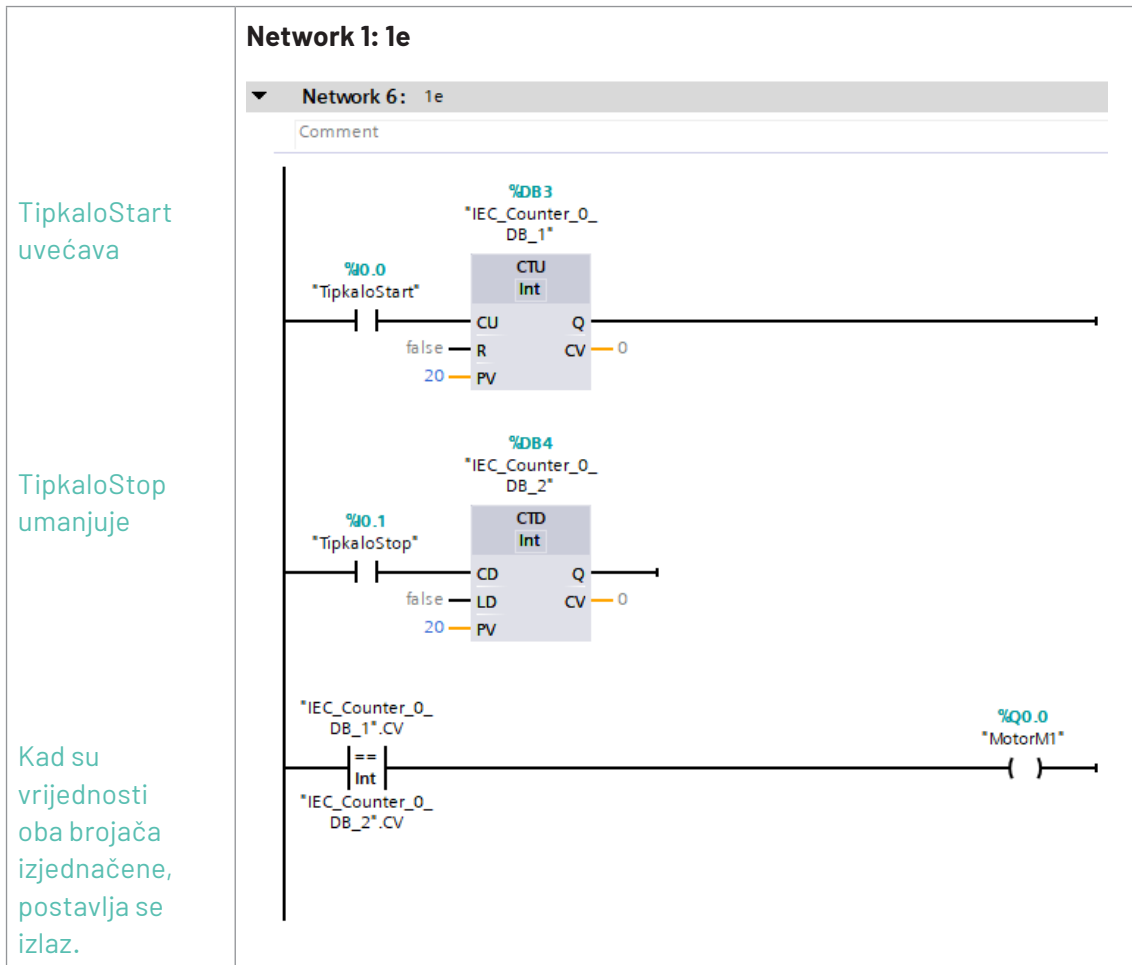 Network 1: 1e
Network 6: 1e
Comment
TipkaloStart
uvećava
%DB3
"IEC_Counter_0_
DB_1"
CTU
Int
%I0.0
"TipkaloStart"
CU Q
false R CV 0
20 PV
TipkaloStop
umanjuje
%DB4
"IEC_Counter_0_
DB_2"
CTD
Int
%I0.1
"TipkaloStop"
CD Q
false LD CV 0
20 PV
Kad su
vrijednosti
oba brojača
izjednačene,
postavlja se
izlaz.
"IEC_Counter_0_
DB_1".CV
==
Int
"IEC_Counter_0_
DB_2".CV
%Q0.0
"MotorM1"
( )